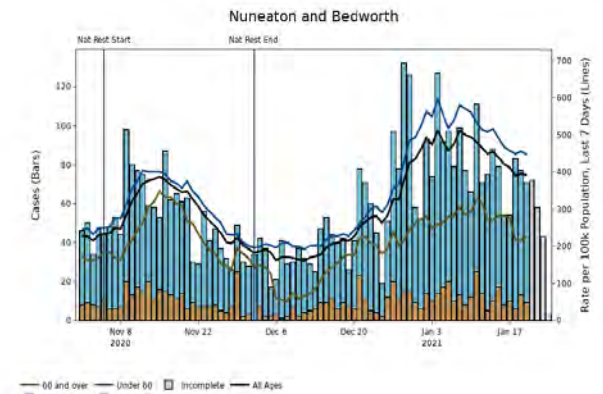 Nuneaton and Bedworth
Nat Rest Start
Nat Rest End
Cases (Bars)
120
100
80
60
40
20
0
700
600
500
400
300
200
100
0
Rate per 100k Population, Last 7 Days (Lines)
Nov 8
2020
Nov 22
Dec 6
Dec 20
Jan 3
2021
Jan 17
60 and over
Under 60
Incomplete
All Ages